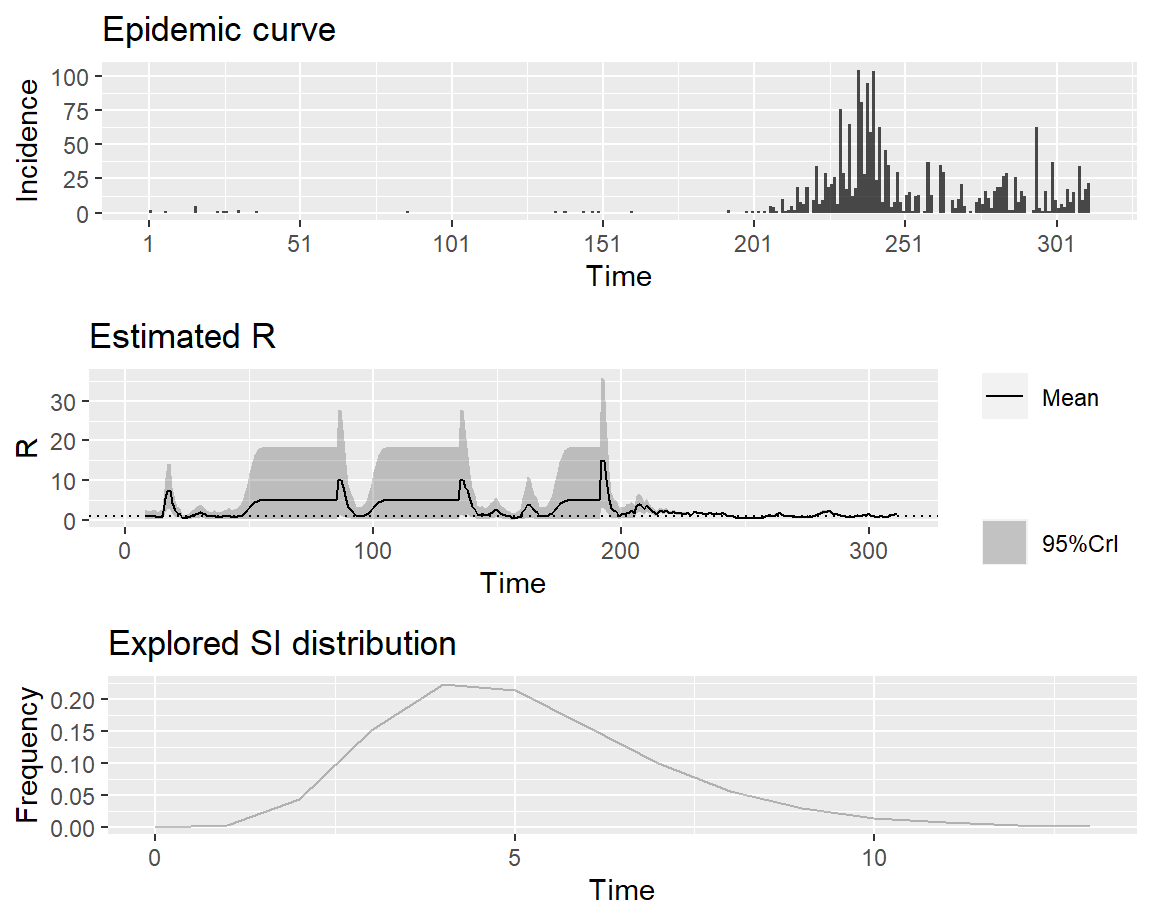 Epidemic curve
100
75
50
25
0
Incidence
1 51 101 151 201 251 301
Time
Estimated R
30
20
10
0
R
0 100 200 300
Time
Mean
95%CrI
Explored SI distribution
0.20
0.15
0.10
0.05
0.00
Frequency
0 5 10
Time